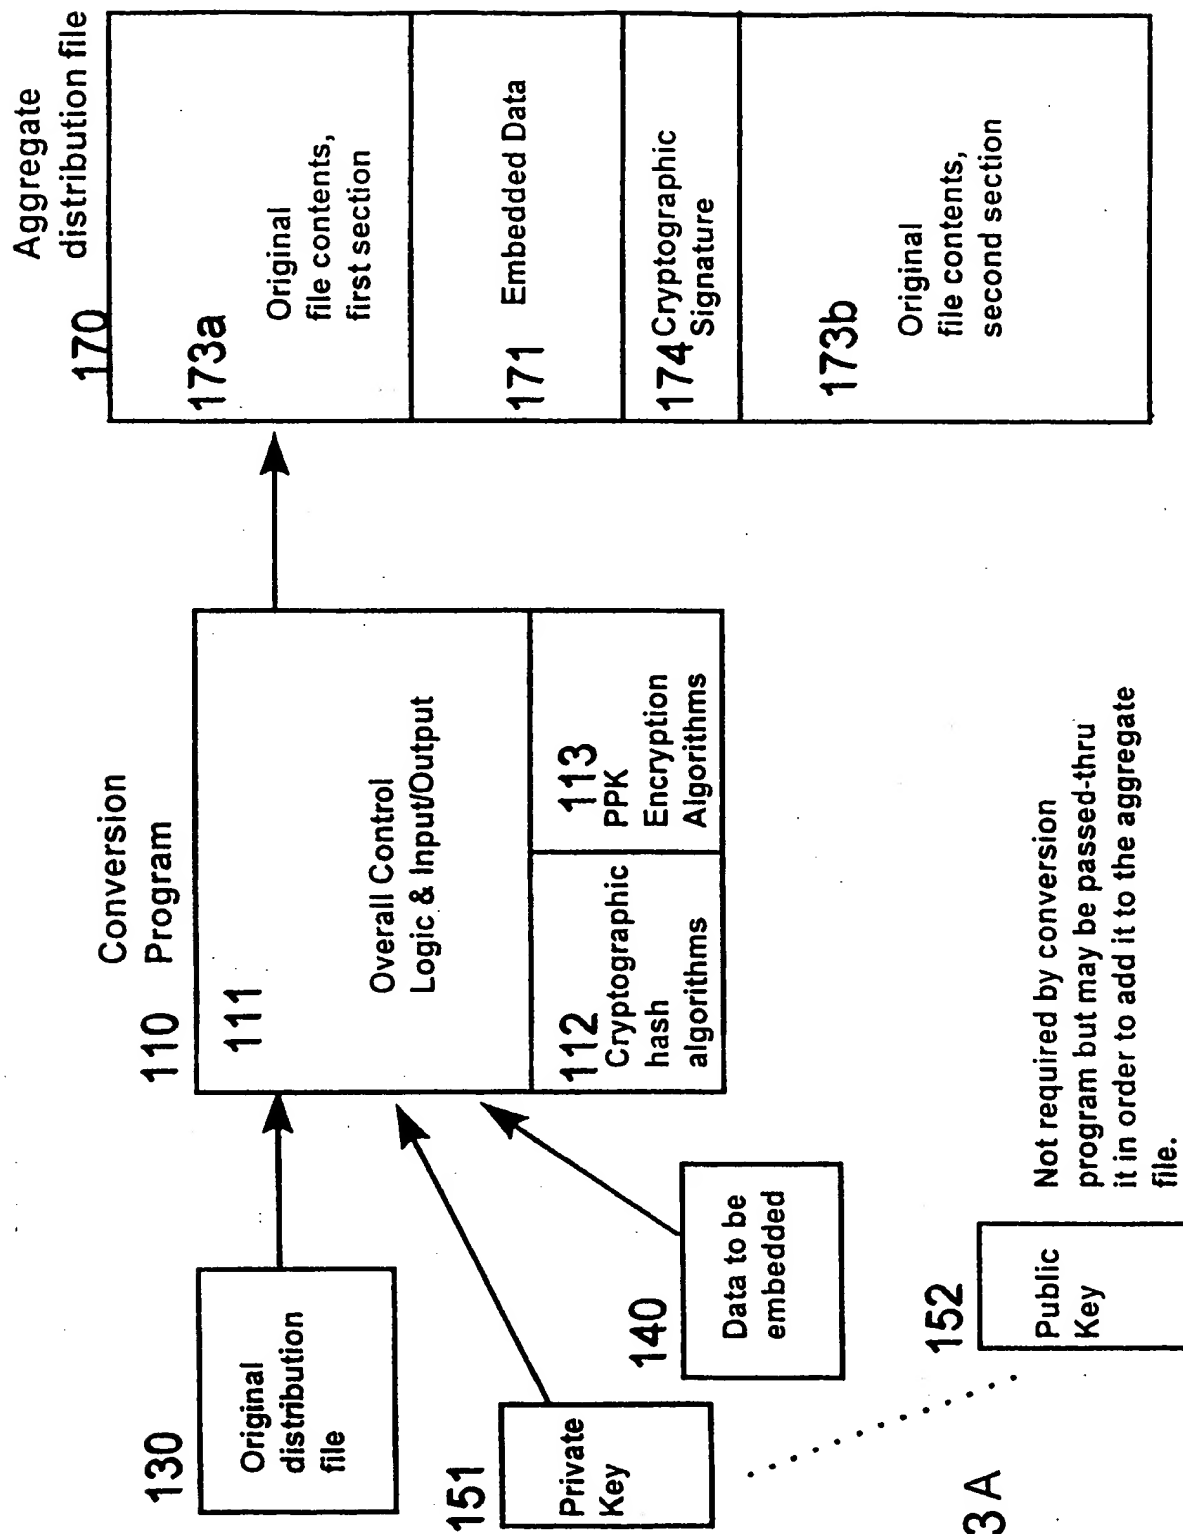 130
Original
distribution
file
151
Private
Key
140
Data to be
embedded
152
Public
Key
Not required by conversion
program but may be passed-thru
it in order to add it to the aggregate
file.
Conversion
110 Program
111
Overall Control
Logic & Input/Output
112
Cryptographic
hash
algorithms
113
PPK
Encryption
Algorithms
Aggregate
distribution file
170
173a
Original
file contents,
first section
171 Embedded Data
174 Cryptographic
Signature
173b
Original
file contents,
second section
3A